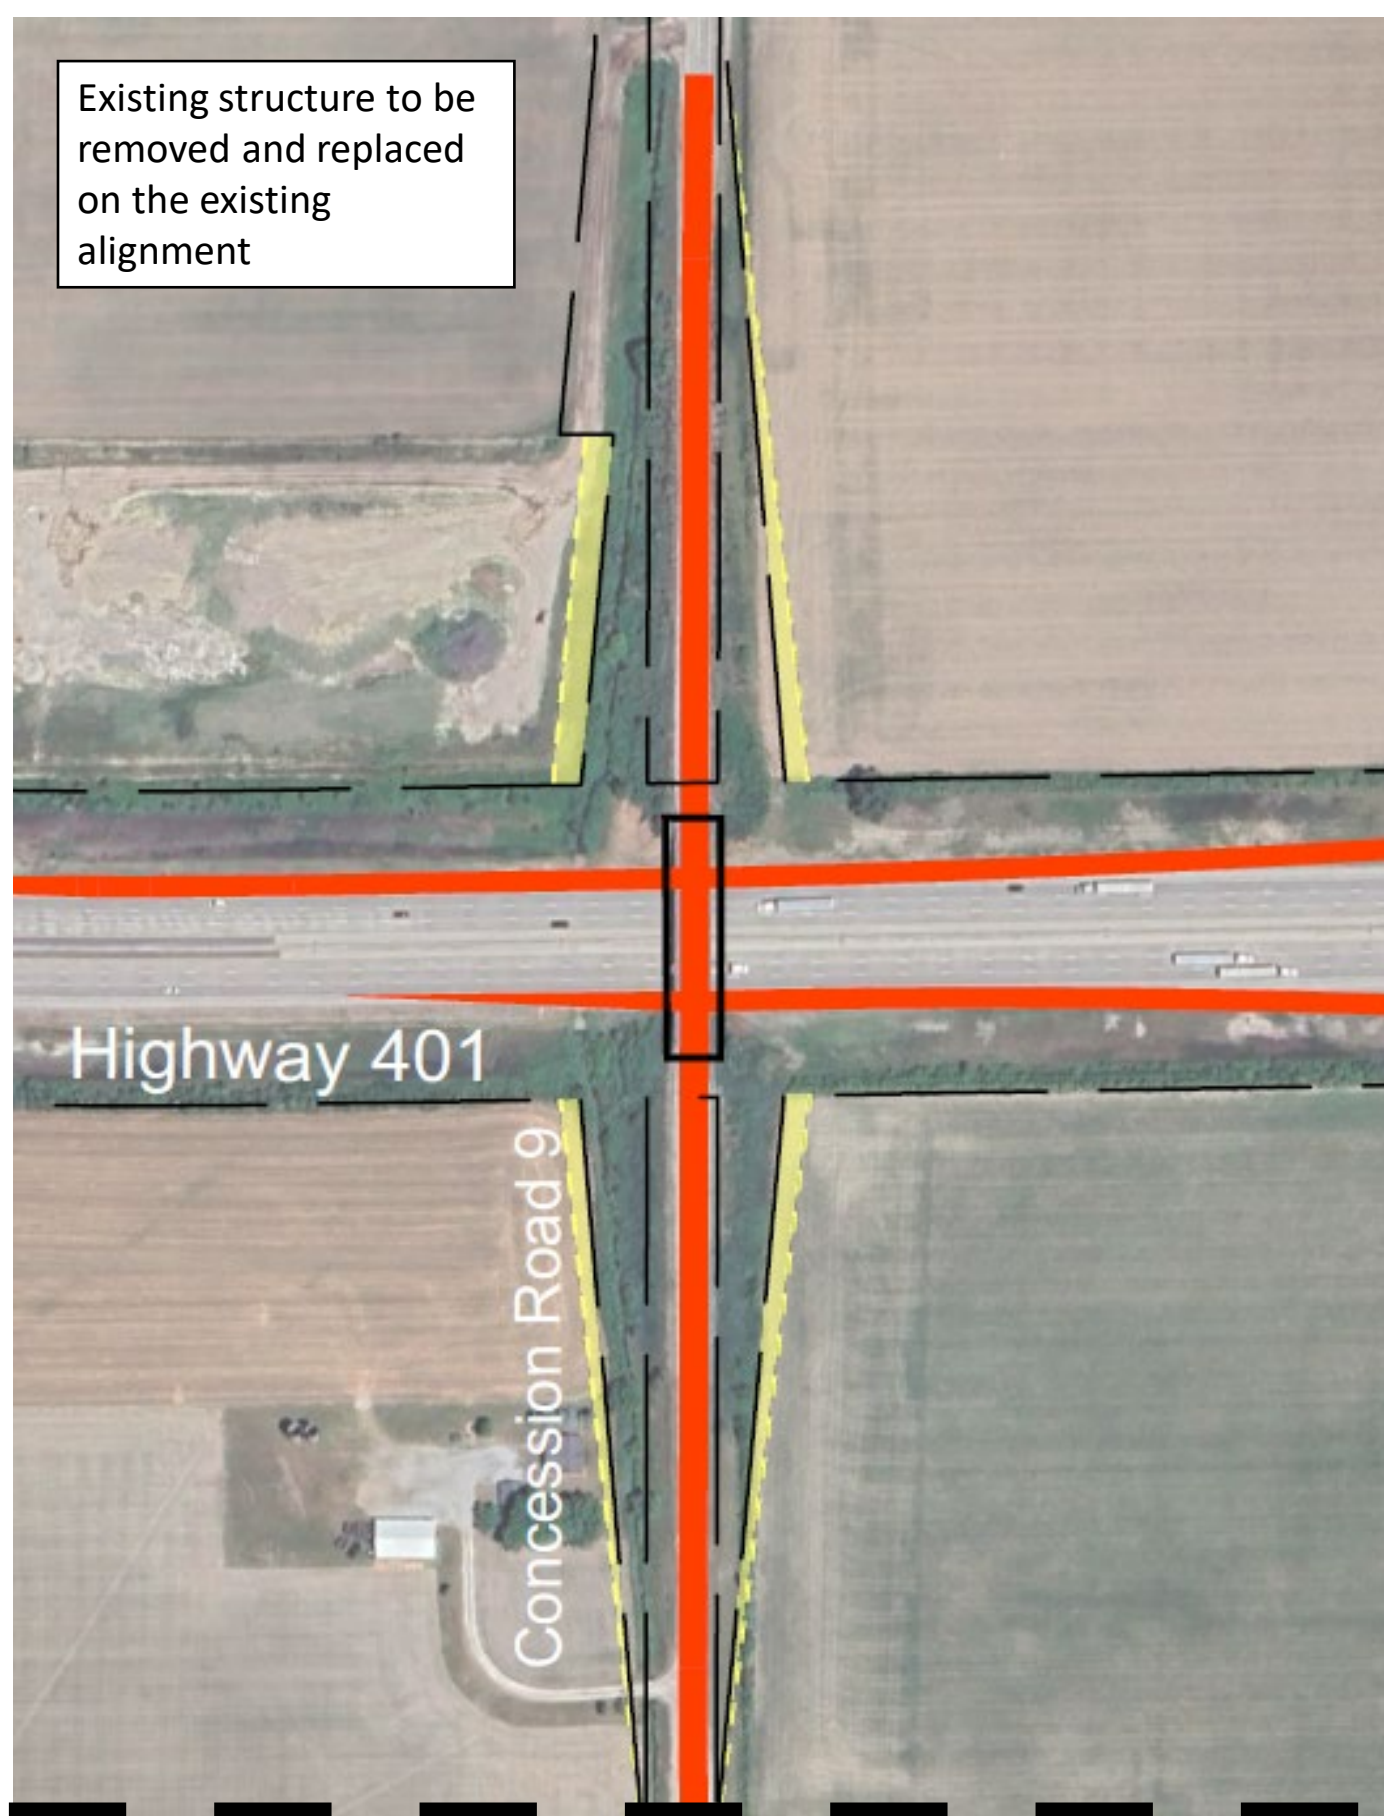 Existing structure to be
removed and replaced
on the existing
alignment
Highway 401
Concession Road 9